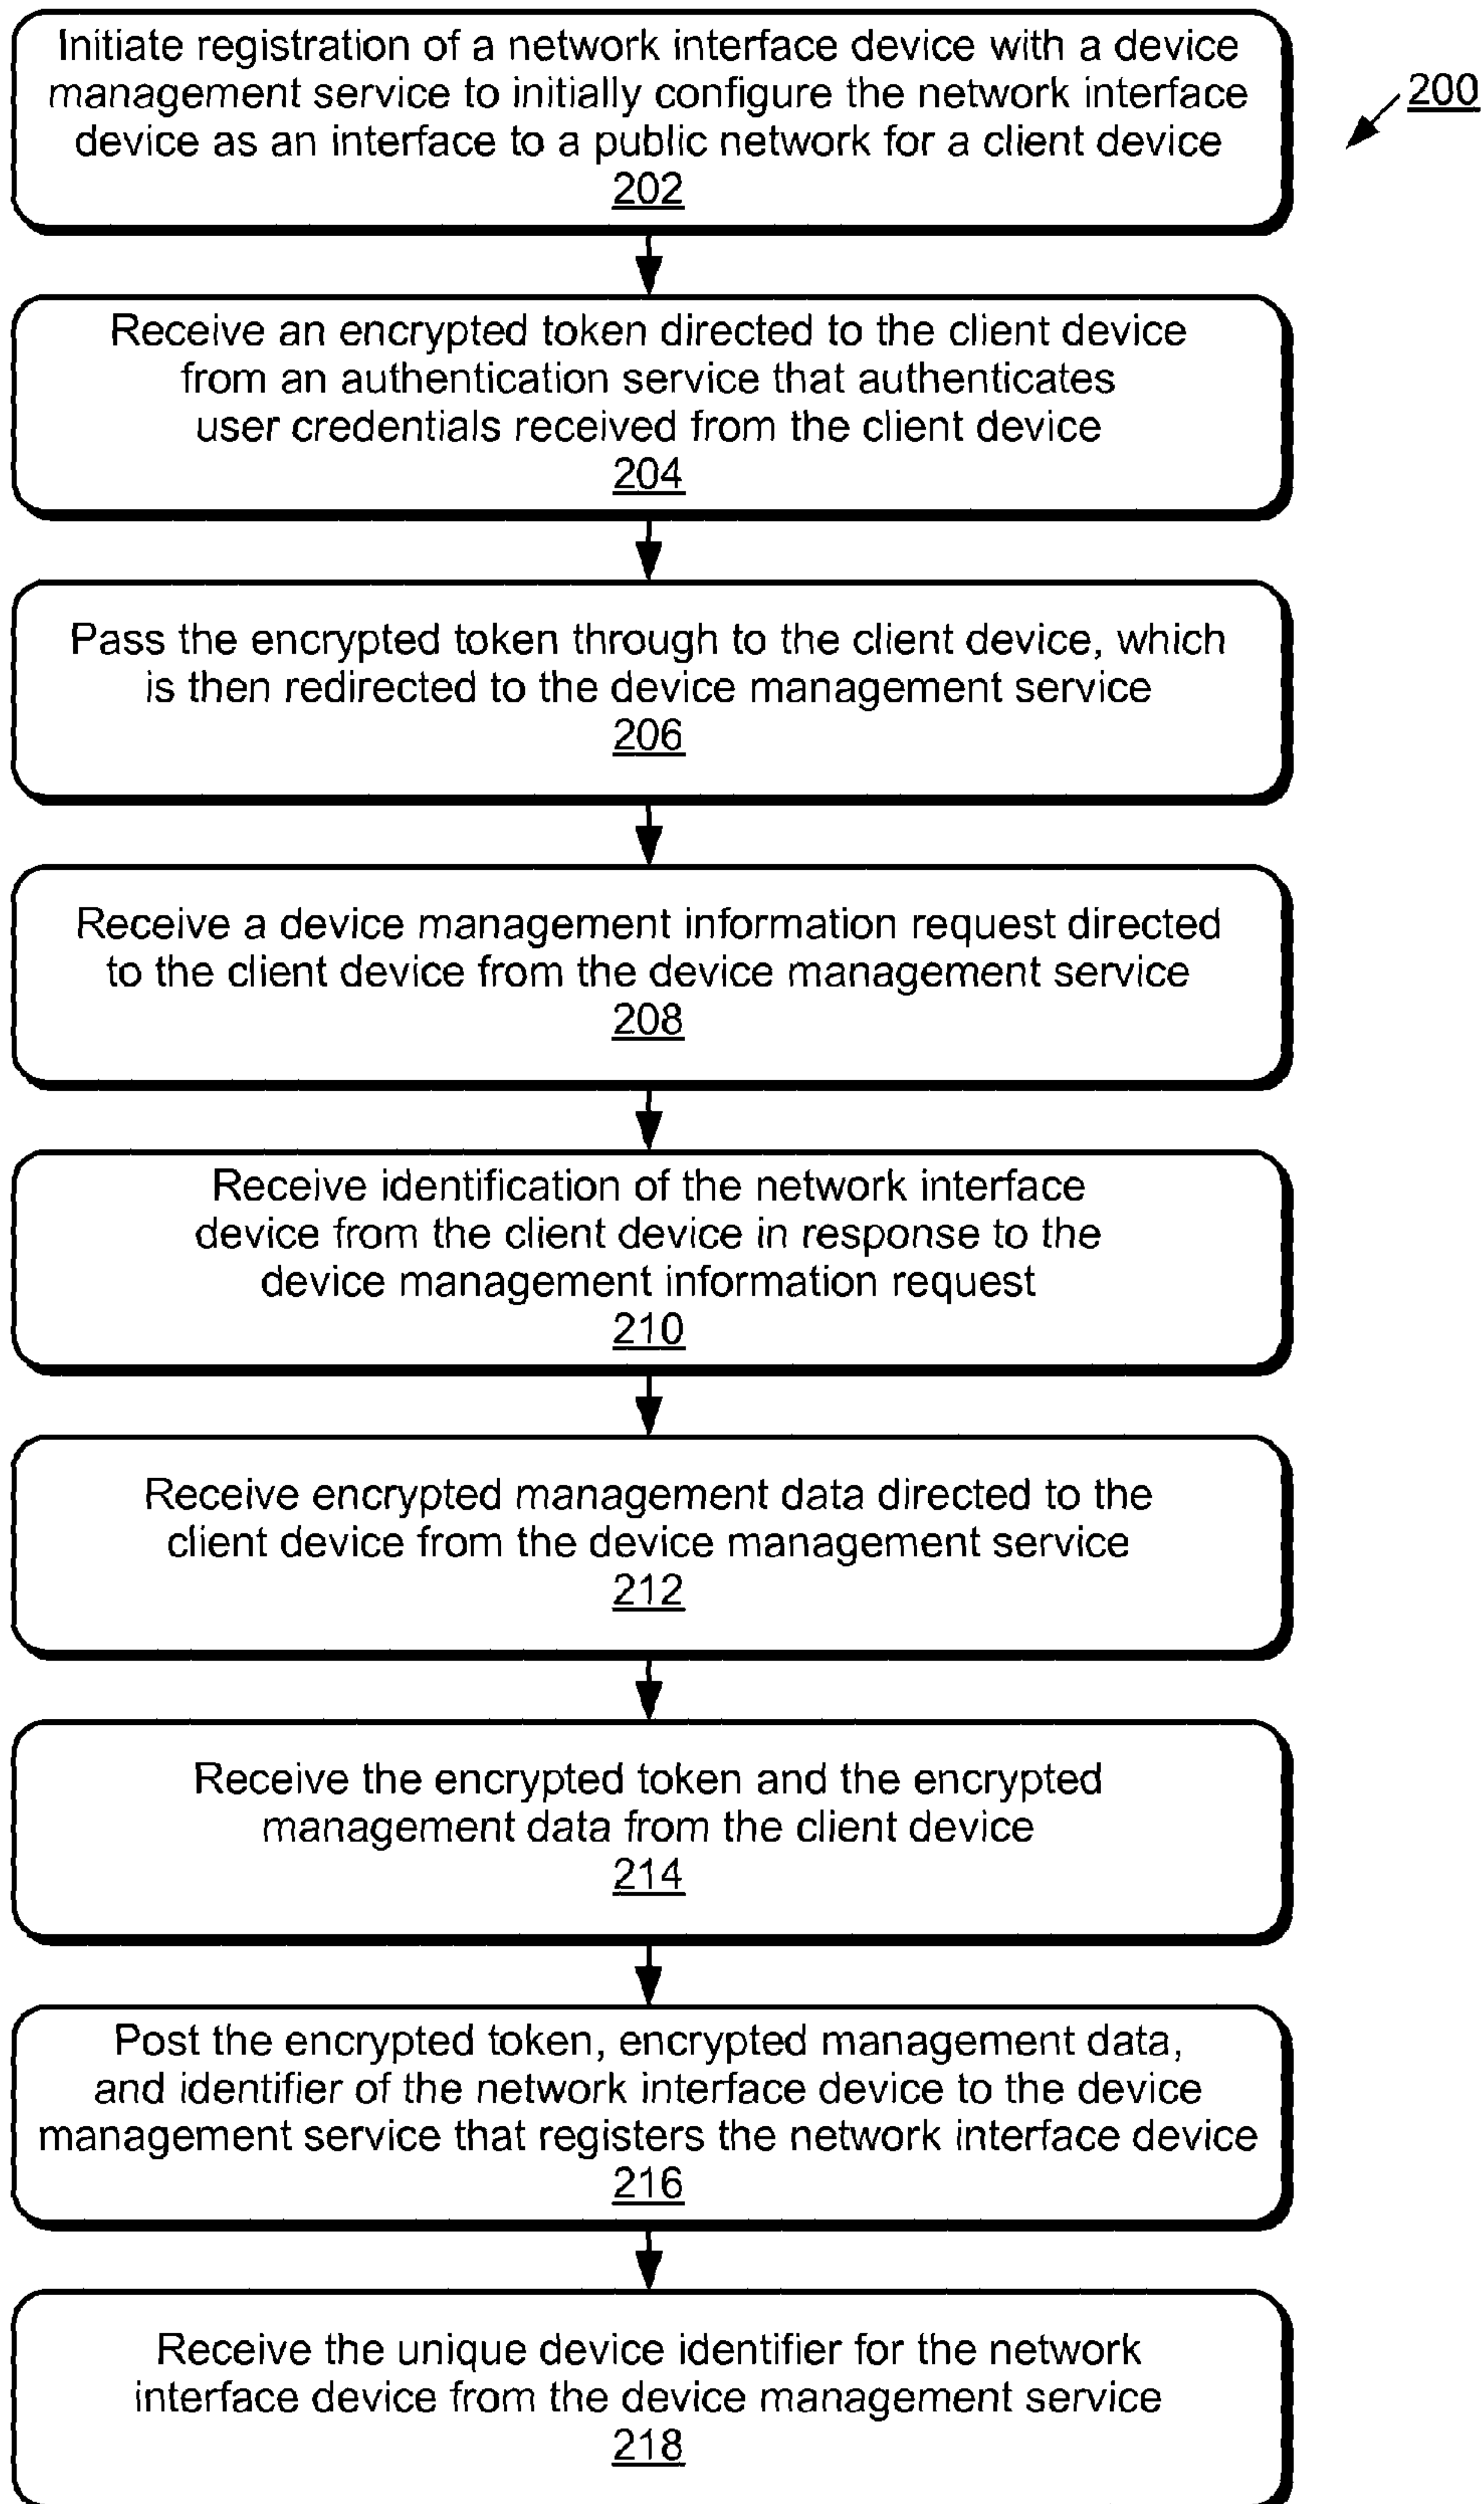 Initiate registration of a network interface device with a device
management service to initially configure the network interface
device as an interface to a public network for a client device
202
200
Receive an encrypted token directed to the client device
from an authentication service that authenticates
user credentials received from the client device
204
Pass the encrypted token through to the client device, which
is then redirected to the device management service
206
Receive a device management information request directed
to the client device from the device management service
208
Receive identification of the network interface
device from the client device in response to the
device management information request
210
Receive encrypted management data directed to the
client device from the device management service
212
Receive the encrypted token and the encrypted
management data from the client device
214
Post the encrypted token, encrypted management data,
and identifier of the network interface device to the device
management service that registers the network interface device
216
Receive the unique device identifier for the network
interface device from the device management service
218